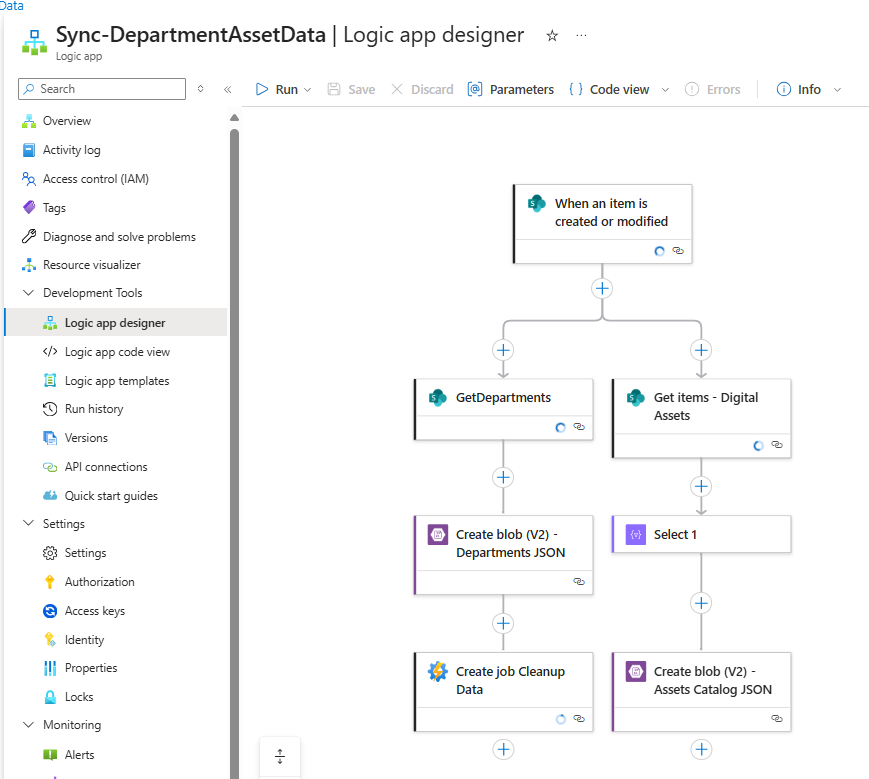 Data
Sync-DepartmentAssetData | Logic app designer
Logic app
Search
Run
Save
Discard
Parameters
Code view
Errors
Info
Overview
Activity log
Access control (IAM)
Tags
Diagnose and solve problems
Resource visualizer
Development Tools
Logic app designer
Logic app code view
Logic app templates
Run history
Versions
API connections
Quick start guides
Settings
Settings
Authorization
Access keys
Identity
Properties
Locks
Monitoring
Alerts
When an item is
created or modified
GetDepartments
Get items - Digital
Assets
Create blob (V2) -
Departments JSON
Select 1
Create job Cleanup
Data
Create blob (V2) -
Assets Catalog JSON